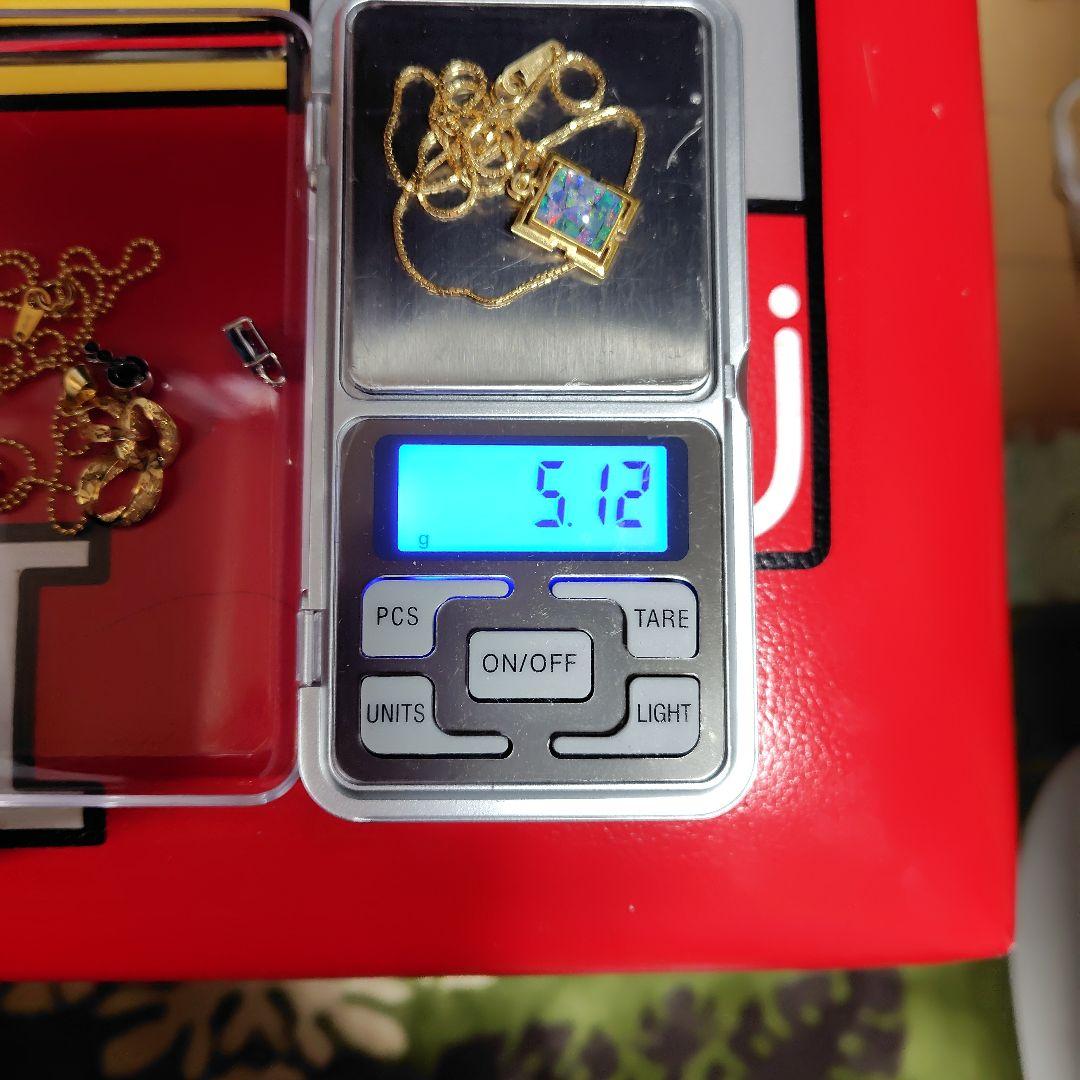 5.12
g
PCS
TARE
ON/OFF
UNITS
LIGHT
j